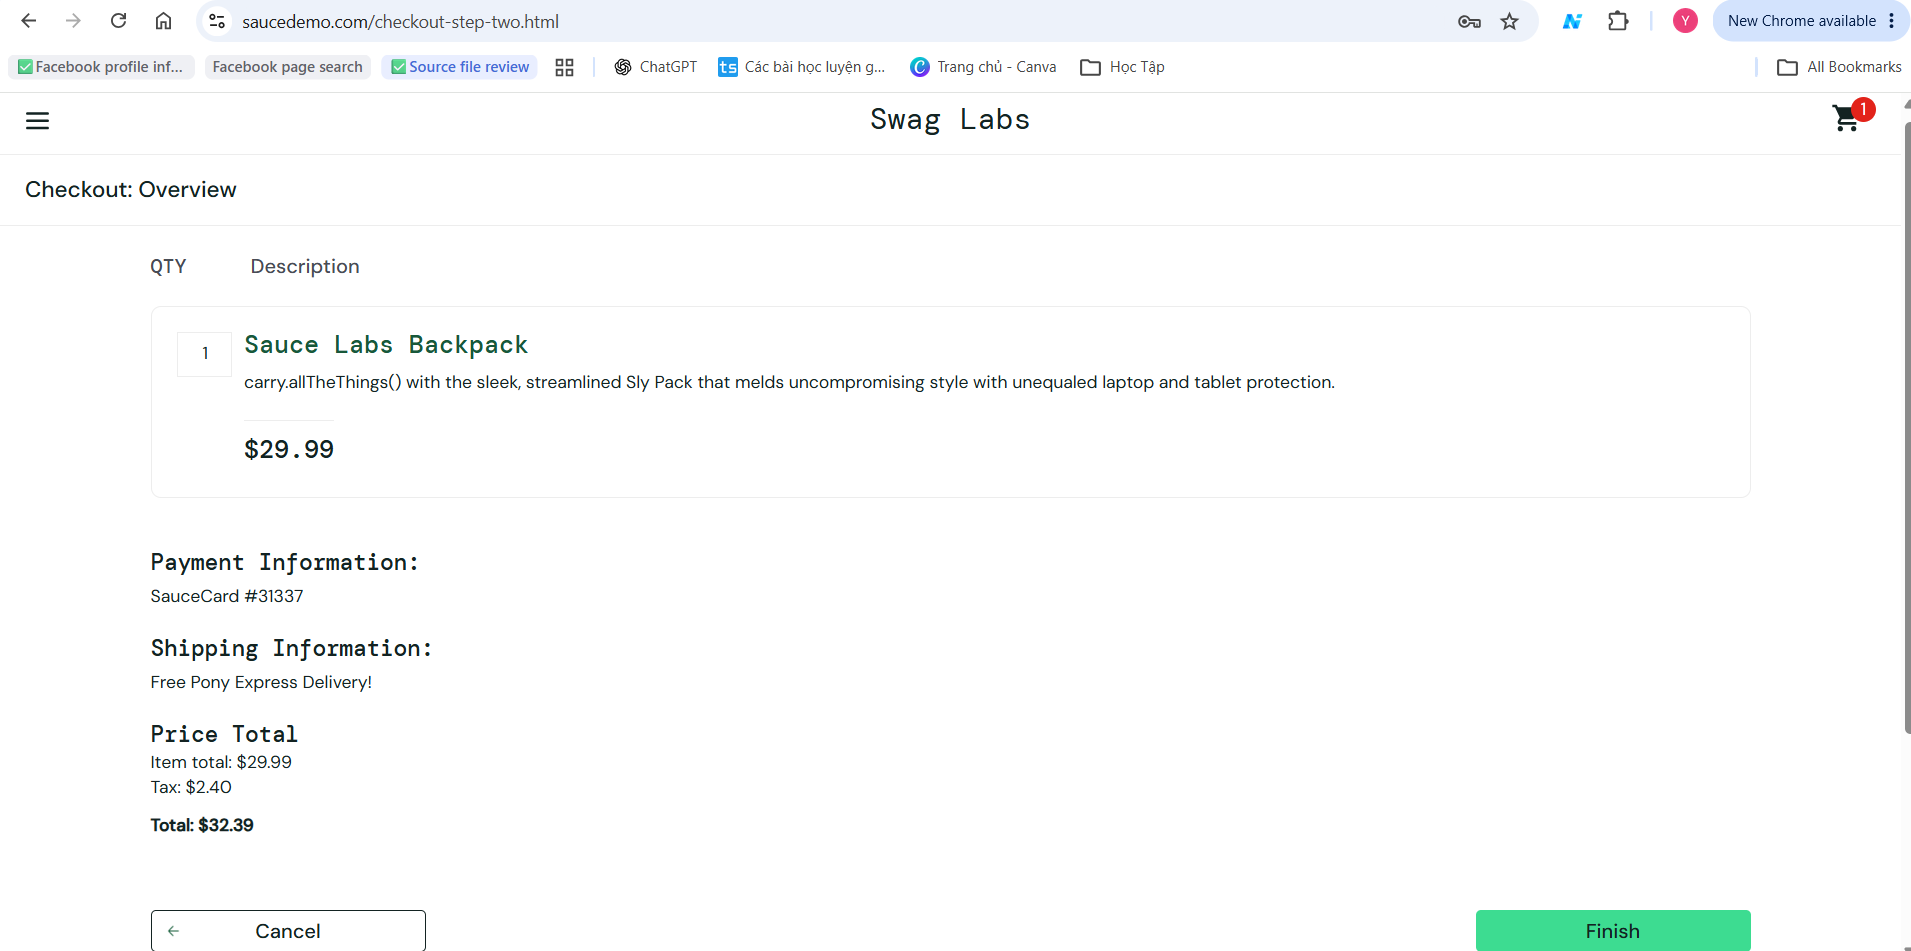 saucedemo.com/checkout-step-two.html
Y
New Chrome available
Facebook profile inf...
Facebook page search
Source file review
ChatGPT
ts
Các bài học luyện g...
Trang chủ - Canva
Học Tập
All Bookmarks
Swag Labs
1
Checkout: Overview
QTY Description
1
Sauce Labs Backpack
carry.allTheThings() with the sleek, streamlined Sly Pack that melds uncompromising style with unequaled laptop and tablet protection.
$29.99
Payment Information:
SauceCard #31337
Shipping Information:
Free Pony Express Delivery!
Price Total
Item total: $29.99
Tax: $2.40
Total: $32.39
Cancel
Finish